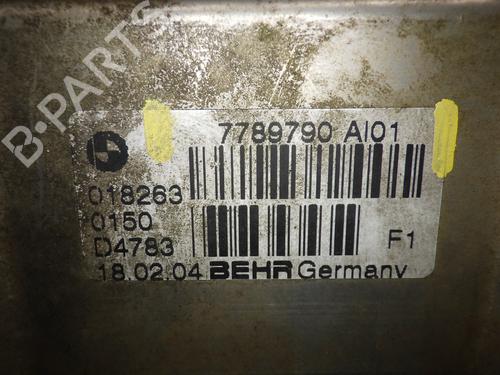 B-PARTS
7789790 AI01
018263
0150
D4783
F1
18.02.04 BEHR Germany